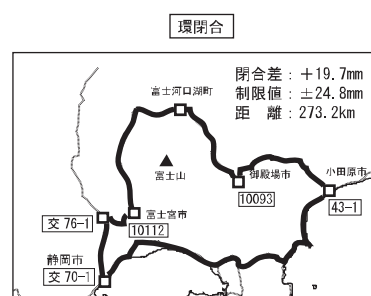 環閉合
閉合差：＋19.7mm
制限値：±24.8mm
距　離：273.2km
富士河口湖町
富士山
御殿場市
小田原市
10093
43-1
交 76-1
富士宮市
10112
静岡市
交 70-1